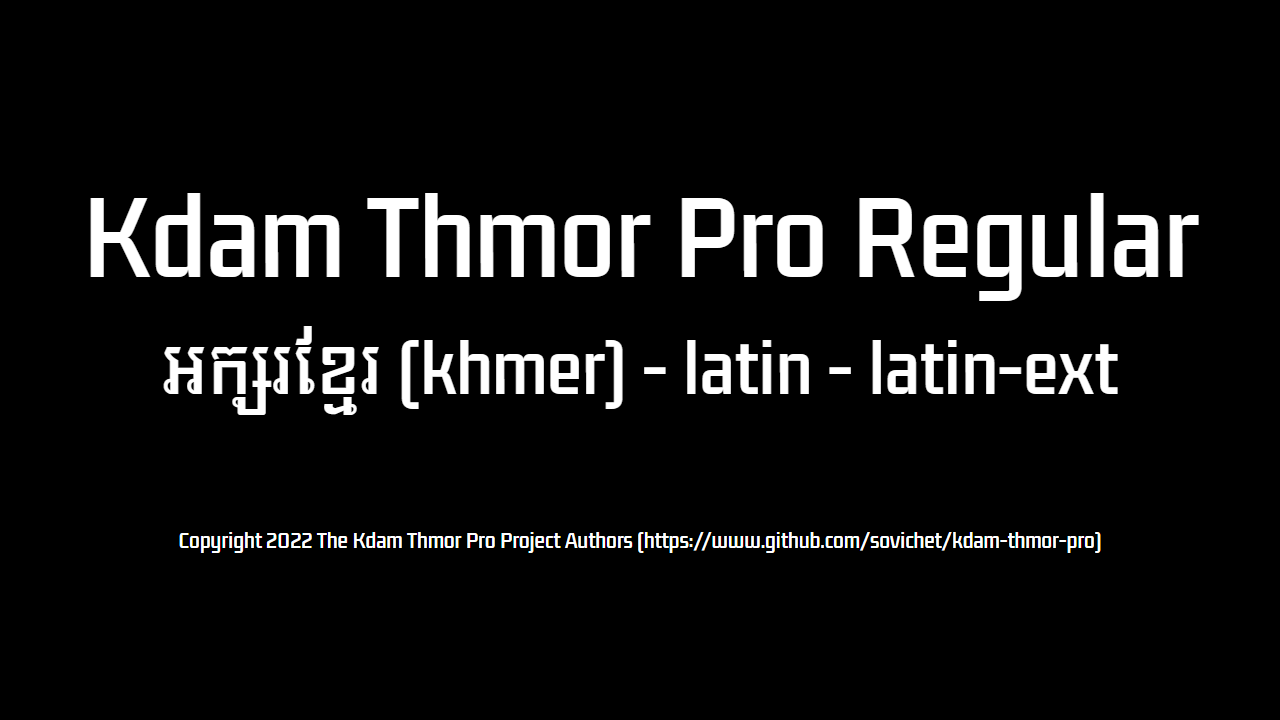 Kdam Thmor Pro Regular
អក្សរខ្មែរ (khmer) - latin - latin-ext
Copyright 2022 The Kdam Thmor Pro Project Authors (https://www.github.com/sovichet/kdam-thmor-pro)